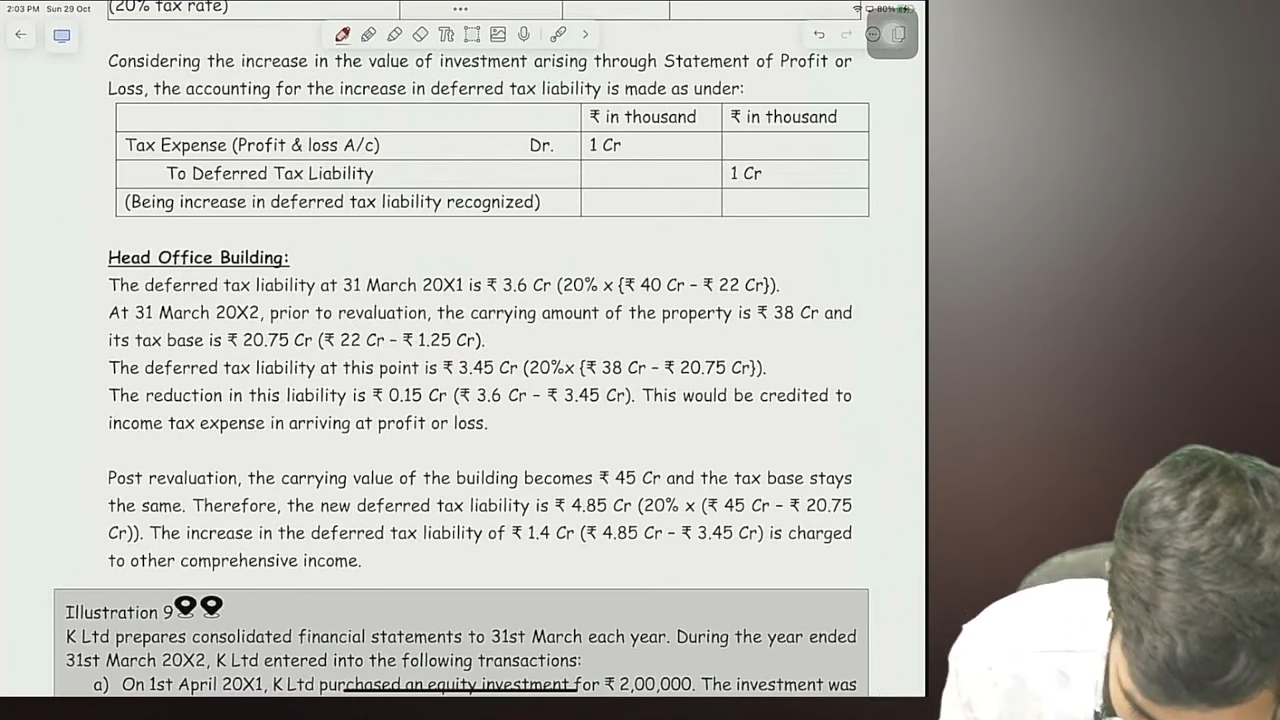 2:03 PM Sun 29 Oct
80%
(20% tax rate)
Considering the increase in the value of investment arising through Statement of Profit or
Loss, the accounting for the increase in deferred tax liability is made as under:
₹ in thousand ₹ in thousand
Tax Expense (Profit & loss A/c) Dr. 1 Cr
To Deferred Tax Liability 1 Cr
(Being increase in deferred tax liability recognized)
Head Office Building:
The deferred tax liability at 31 March 20X1 is ₹ 3.6 Cr (20% x {₹ 40 Cr – ₹ 22 Cr}).
At 31 March 20X2, prior to revaluation, the carrying amount of the property is ₹ 38 Cr and
its tax base is ₹ 20.75 Cr (₹ 22 Cr – ₹ 1.25 Cr).
The deferred tax liability at this point is ₹ 3.45 Cr (20%x {₹ 38 Cr – ₹ 20.75 Cr}).
The reduction in this liability is ₹ 0.15 Cr (₹ 3.6 Cr – ₹ 3.45 Cr). This would be credited to
income tax expense in arriving at profit or loss.
Post revaluation, the carrying value of the building becomes ₹ 45 Cr and the tax base stays
the same. Therefore, the new deferred tax liability is ₹ 4.85 Cr (20% x (₹ 45 Cr – ₹ 20.75
Cr)). The increase in the deferred tax liability of ₹ 1.4 Cr (₹ 4.85 Cr – ₹ 3.45 Cr) is charged
to other comprehensive income.
Illustration 9
K Ltd prepares consolidated financial statements to 31st March each year. During the year ended
31st March 20X2, K Ltd entered into the following transactions:
a) On 1st April 20X1, K Ltd purchased an equity investment for ₹ 2,00,000. The investment was